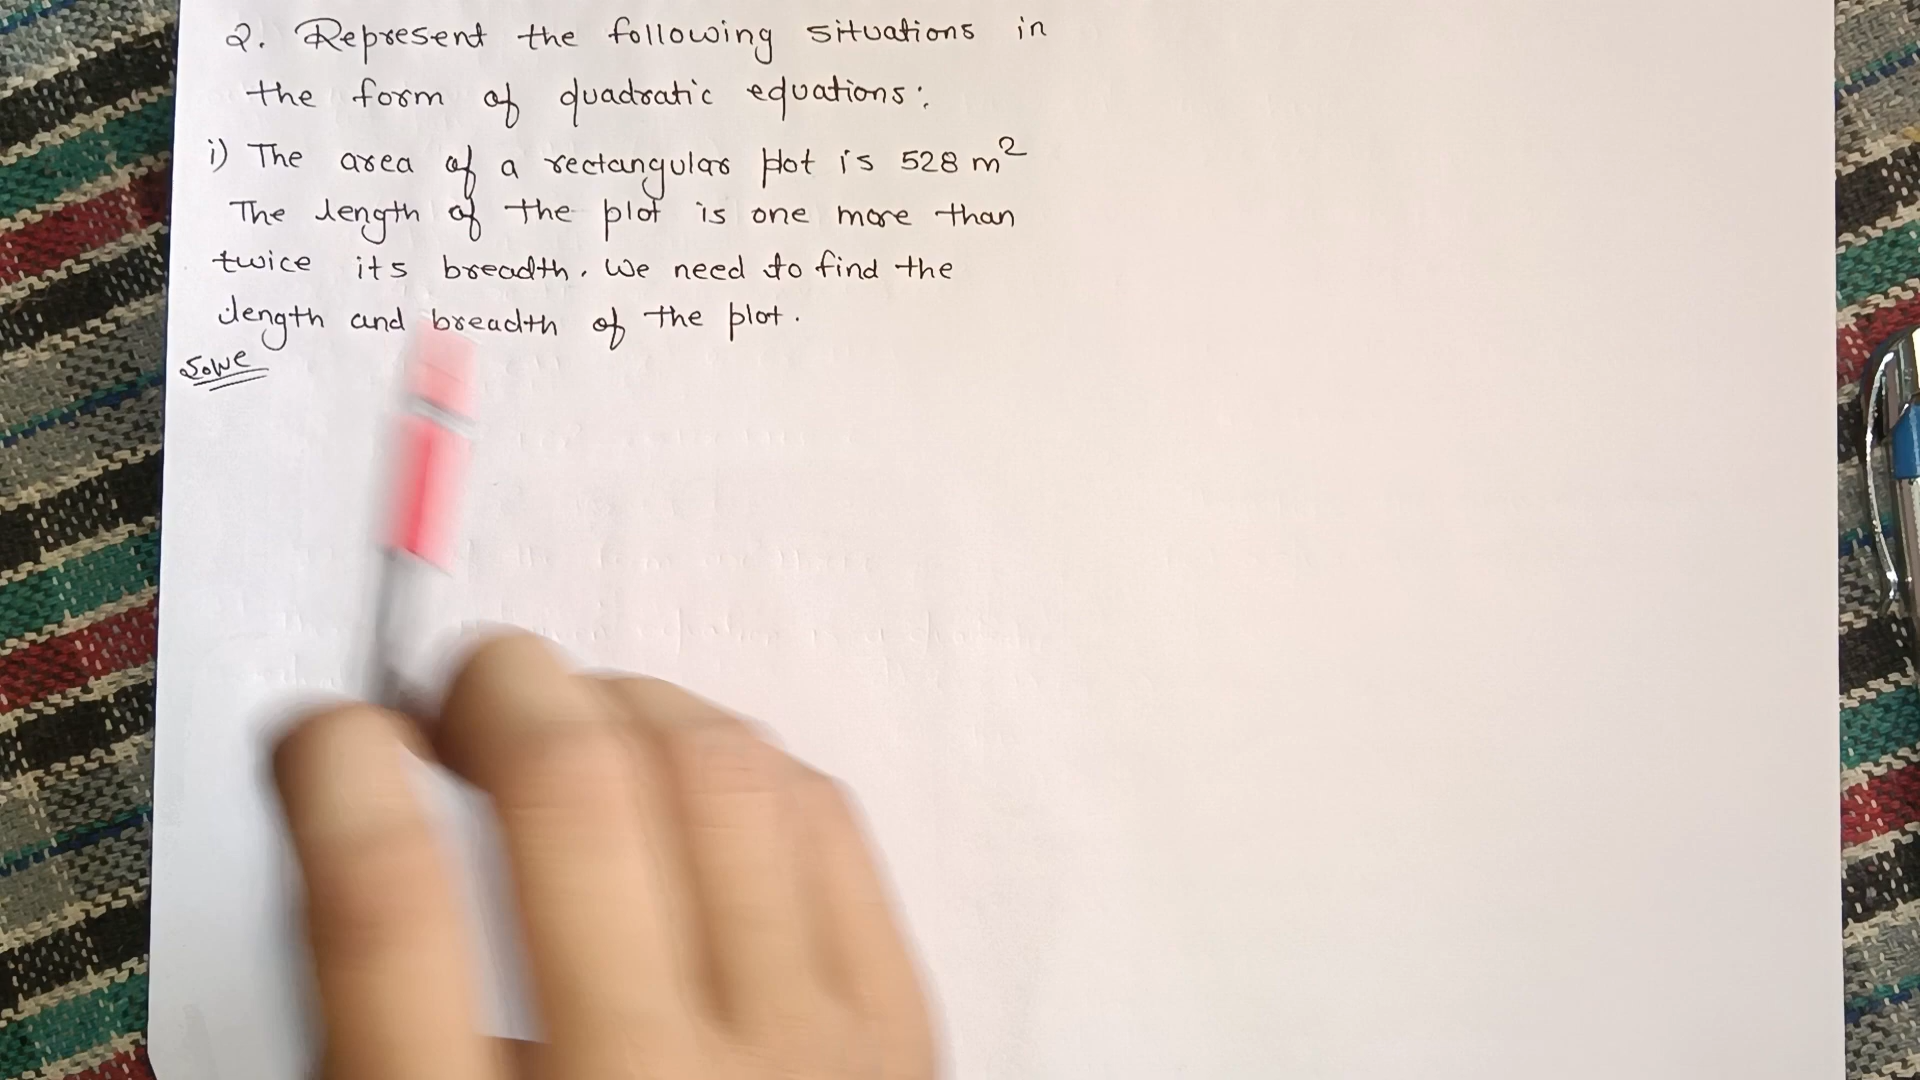 2. Represent the following situations in
the form of quadratic equations:
i) The area of a rectangular plot is 528 m²
The length of the plot is one more than
twice its breadth. We need to find the
length and breadth of the plot.
Solve